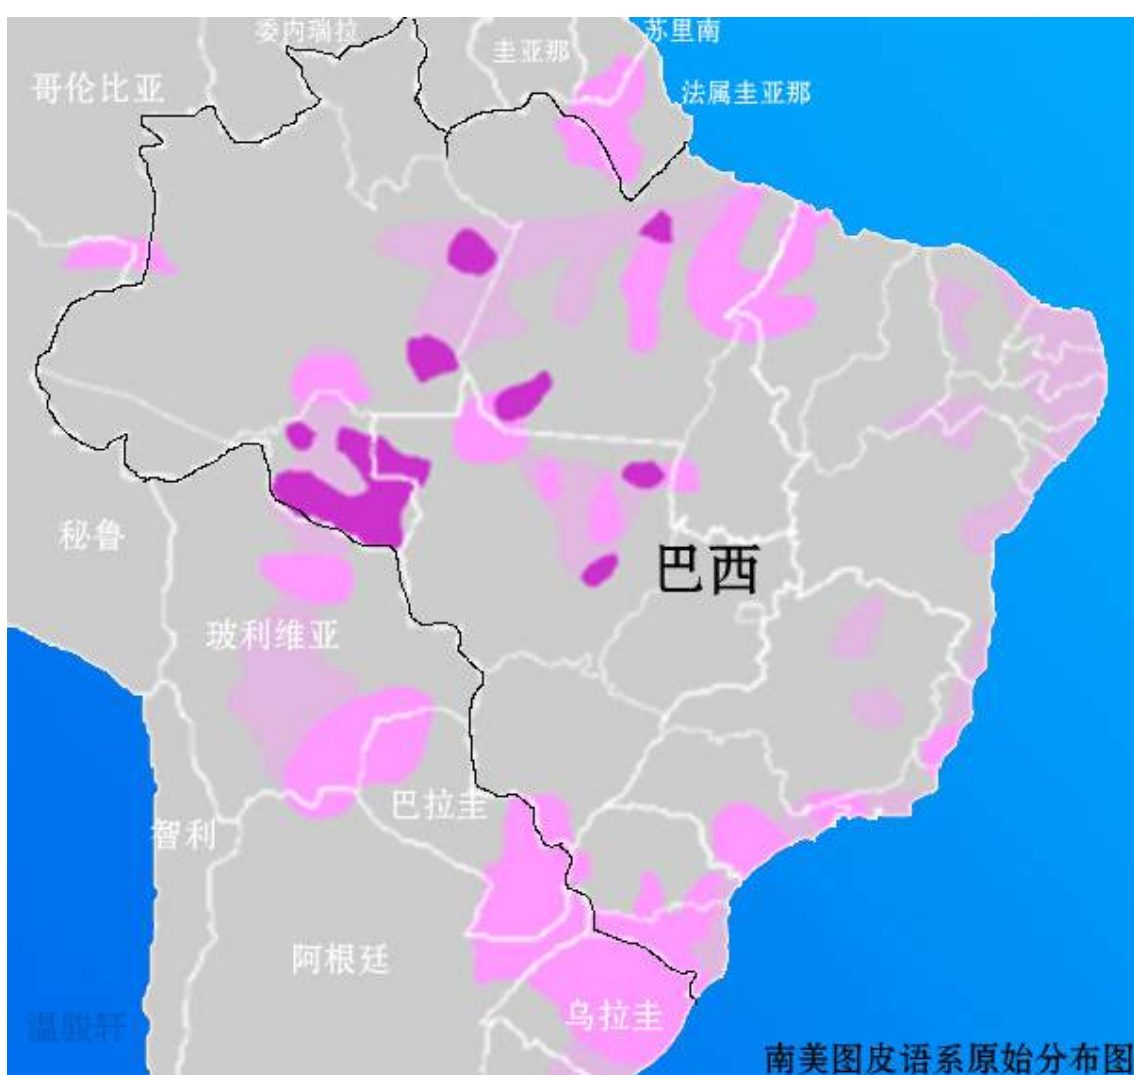 委内瑞拉
苏里南
圭亚那
哥伦比亚
法属圭亚那
秘鲁
巴西
玻利维亚
巴拉圭
智利
阿根廷
乌拉圭
温骏轩
南美图皮语系原始分布图